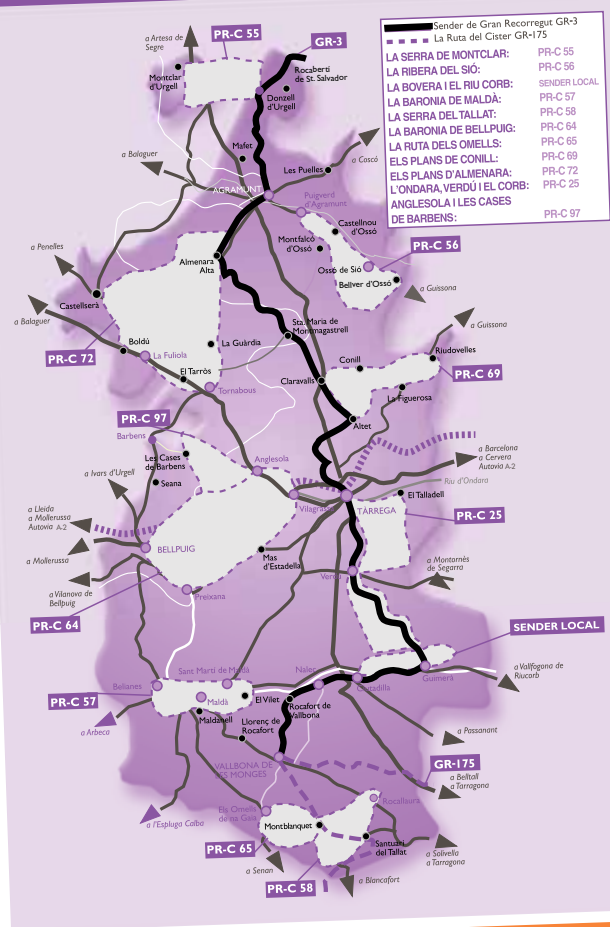 Sender de Gran Recorregut GR-3
La Ruta del Cister GR-175
LA SERRA DE MONTCLAR: PR-C 55
LA RIBERA DEL SIÓ: PR-C 56
LA BOVERA I EL RIU CORB: SENDER LOCAL
LA BARONIA DE MALDÀ: PR-C 57
LA SERRA DEL TALLAT: PR-C 58
LA BARONIA DE BELLPUIG: PR-C 64
LA RUTA DELS OMELLS: PR-C 65
ELS PLANS DE CONILL: PR-C 69
ELS PLANS D'ALMENARA: PR-C 72
L'ONDARA, VERDÚ I EL CORB: PR-C 25
ANGLESOLA I LES CASES
DE BARBENS: PR-C 97
a Artesa de
Segre
PR-C 55
GR-3
Montclar
d'Urgell
Rocabertí
de St. Salvador
Donzell
d'Urgell
Mafet
a Balaguer
Les Puelles
a Coscó
AGRAMUNT
Puigverd
d'Agramunt
Castellnou
d'Ossó
Montfalcó
d'Ossó
PR-C 56
a Penelles
Almenara
Alta
Ossó de Sió
Bellver d'Ossó
a Guissona
Castellserà
a Balaguer
Sta. Maria de
Montmagastrell
a Guissona
Boldú
La Guàrdia
Riudovelles
PR-C 72
La Fuliola
Conill
El Tarròs
Claravalls
PR-C 69
Tornabous
La Figuerosa
PR-C 97
Altet
Barbens
Les Cases
de Barbens
Anglesola
a Barcelona
a Cervera
Autovia A-2
a Ivars d'Urgell
Seana
Riu d'Ondara
El Talladell
a Lleida
a Mollerussa
Autovia A-2
Vilagrassa
TÀRREGA
PR-C 25
BELLPUIG
a Mollerussa
Mas
d'Estadella
a Montornès
de Segarra
Verdú
a Vilanova de
Bellpuig
Preixana
PR-C 64
SENDER LOCAL
Sant Martí de Maldà
Nalec
Guimerà
a Vallfogona de
Riucorb
Bellanes
Ciutadilla
PR-C 57
Maldà
El Vilet
Rocafort de
Vallbona
Maldanell
Llorenç de
Rocafort
a Arbeca
a Passanant
VALLBONA DE
LES MONGES
GR-175
a Belltall
a Tarragona
Rocallaura
Els Omells
de na Gaia
a l'Espluga Calba
Montblanquet
PR-C 65
Santuari
del Tallat
a Solivella
a Tarragona
a Senan
PR-C 58
a Blancafort